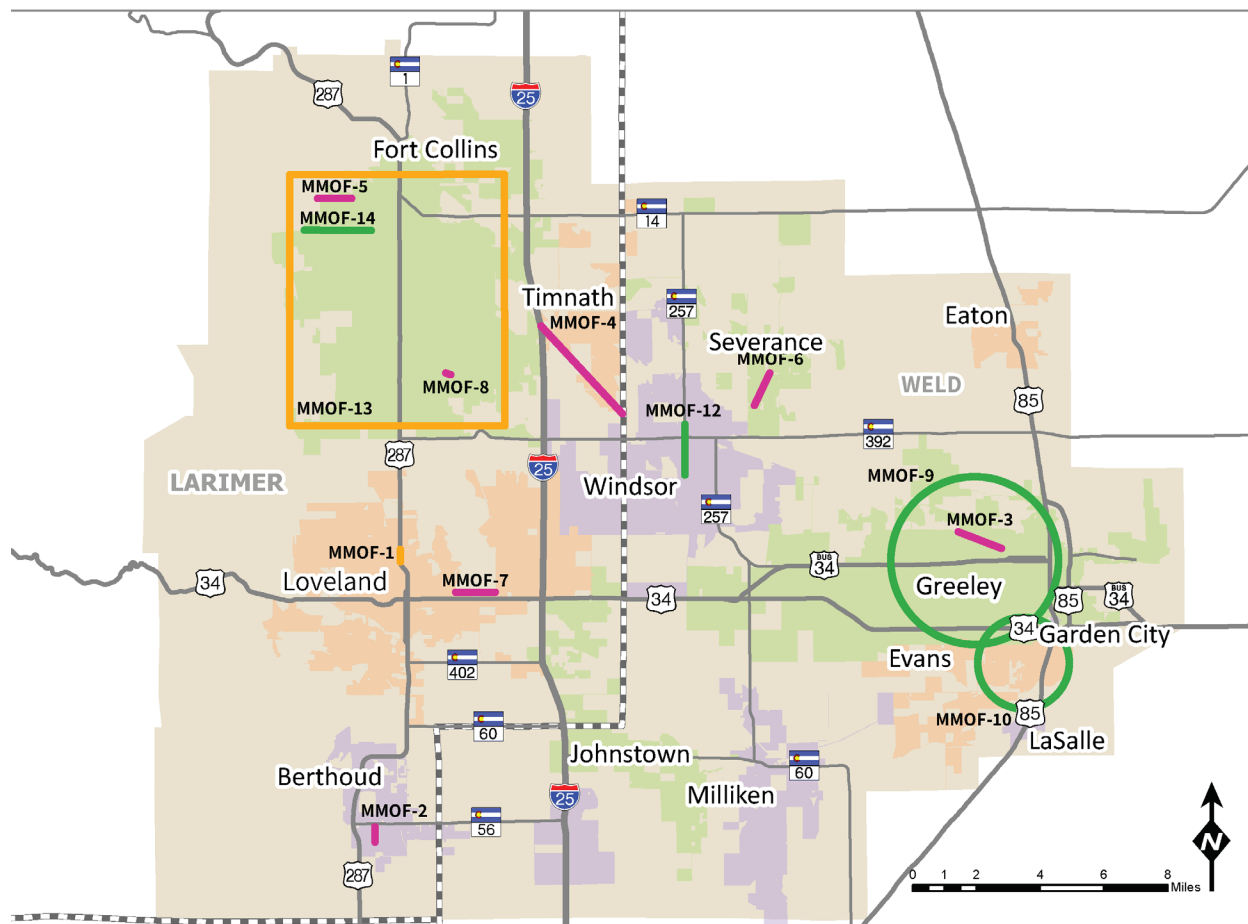 1
287
25
Fort Collins
MMOF-5
MMOF-14
14
Timnath
MMOF-4
257
Eaton
Severance
MMOF-6
MMOF-8
WELD
85
MMOF-13
MMOF-12
392
287
25
LARIMER
Windsor
257
MMOF-9
MMOF-3
MMOF-1
Loveland
BUS
34
34
MMOF-7
34
Greeley
85
BUS
34
34
Garden City
Evans
402
60
MMOF-10
85
LaSalle
Johnstown
60
Berthoud
Milliken
25
MMOF-2
56
287
N
0 1 2 4 6 8
Miles